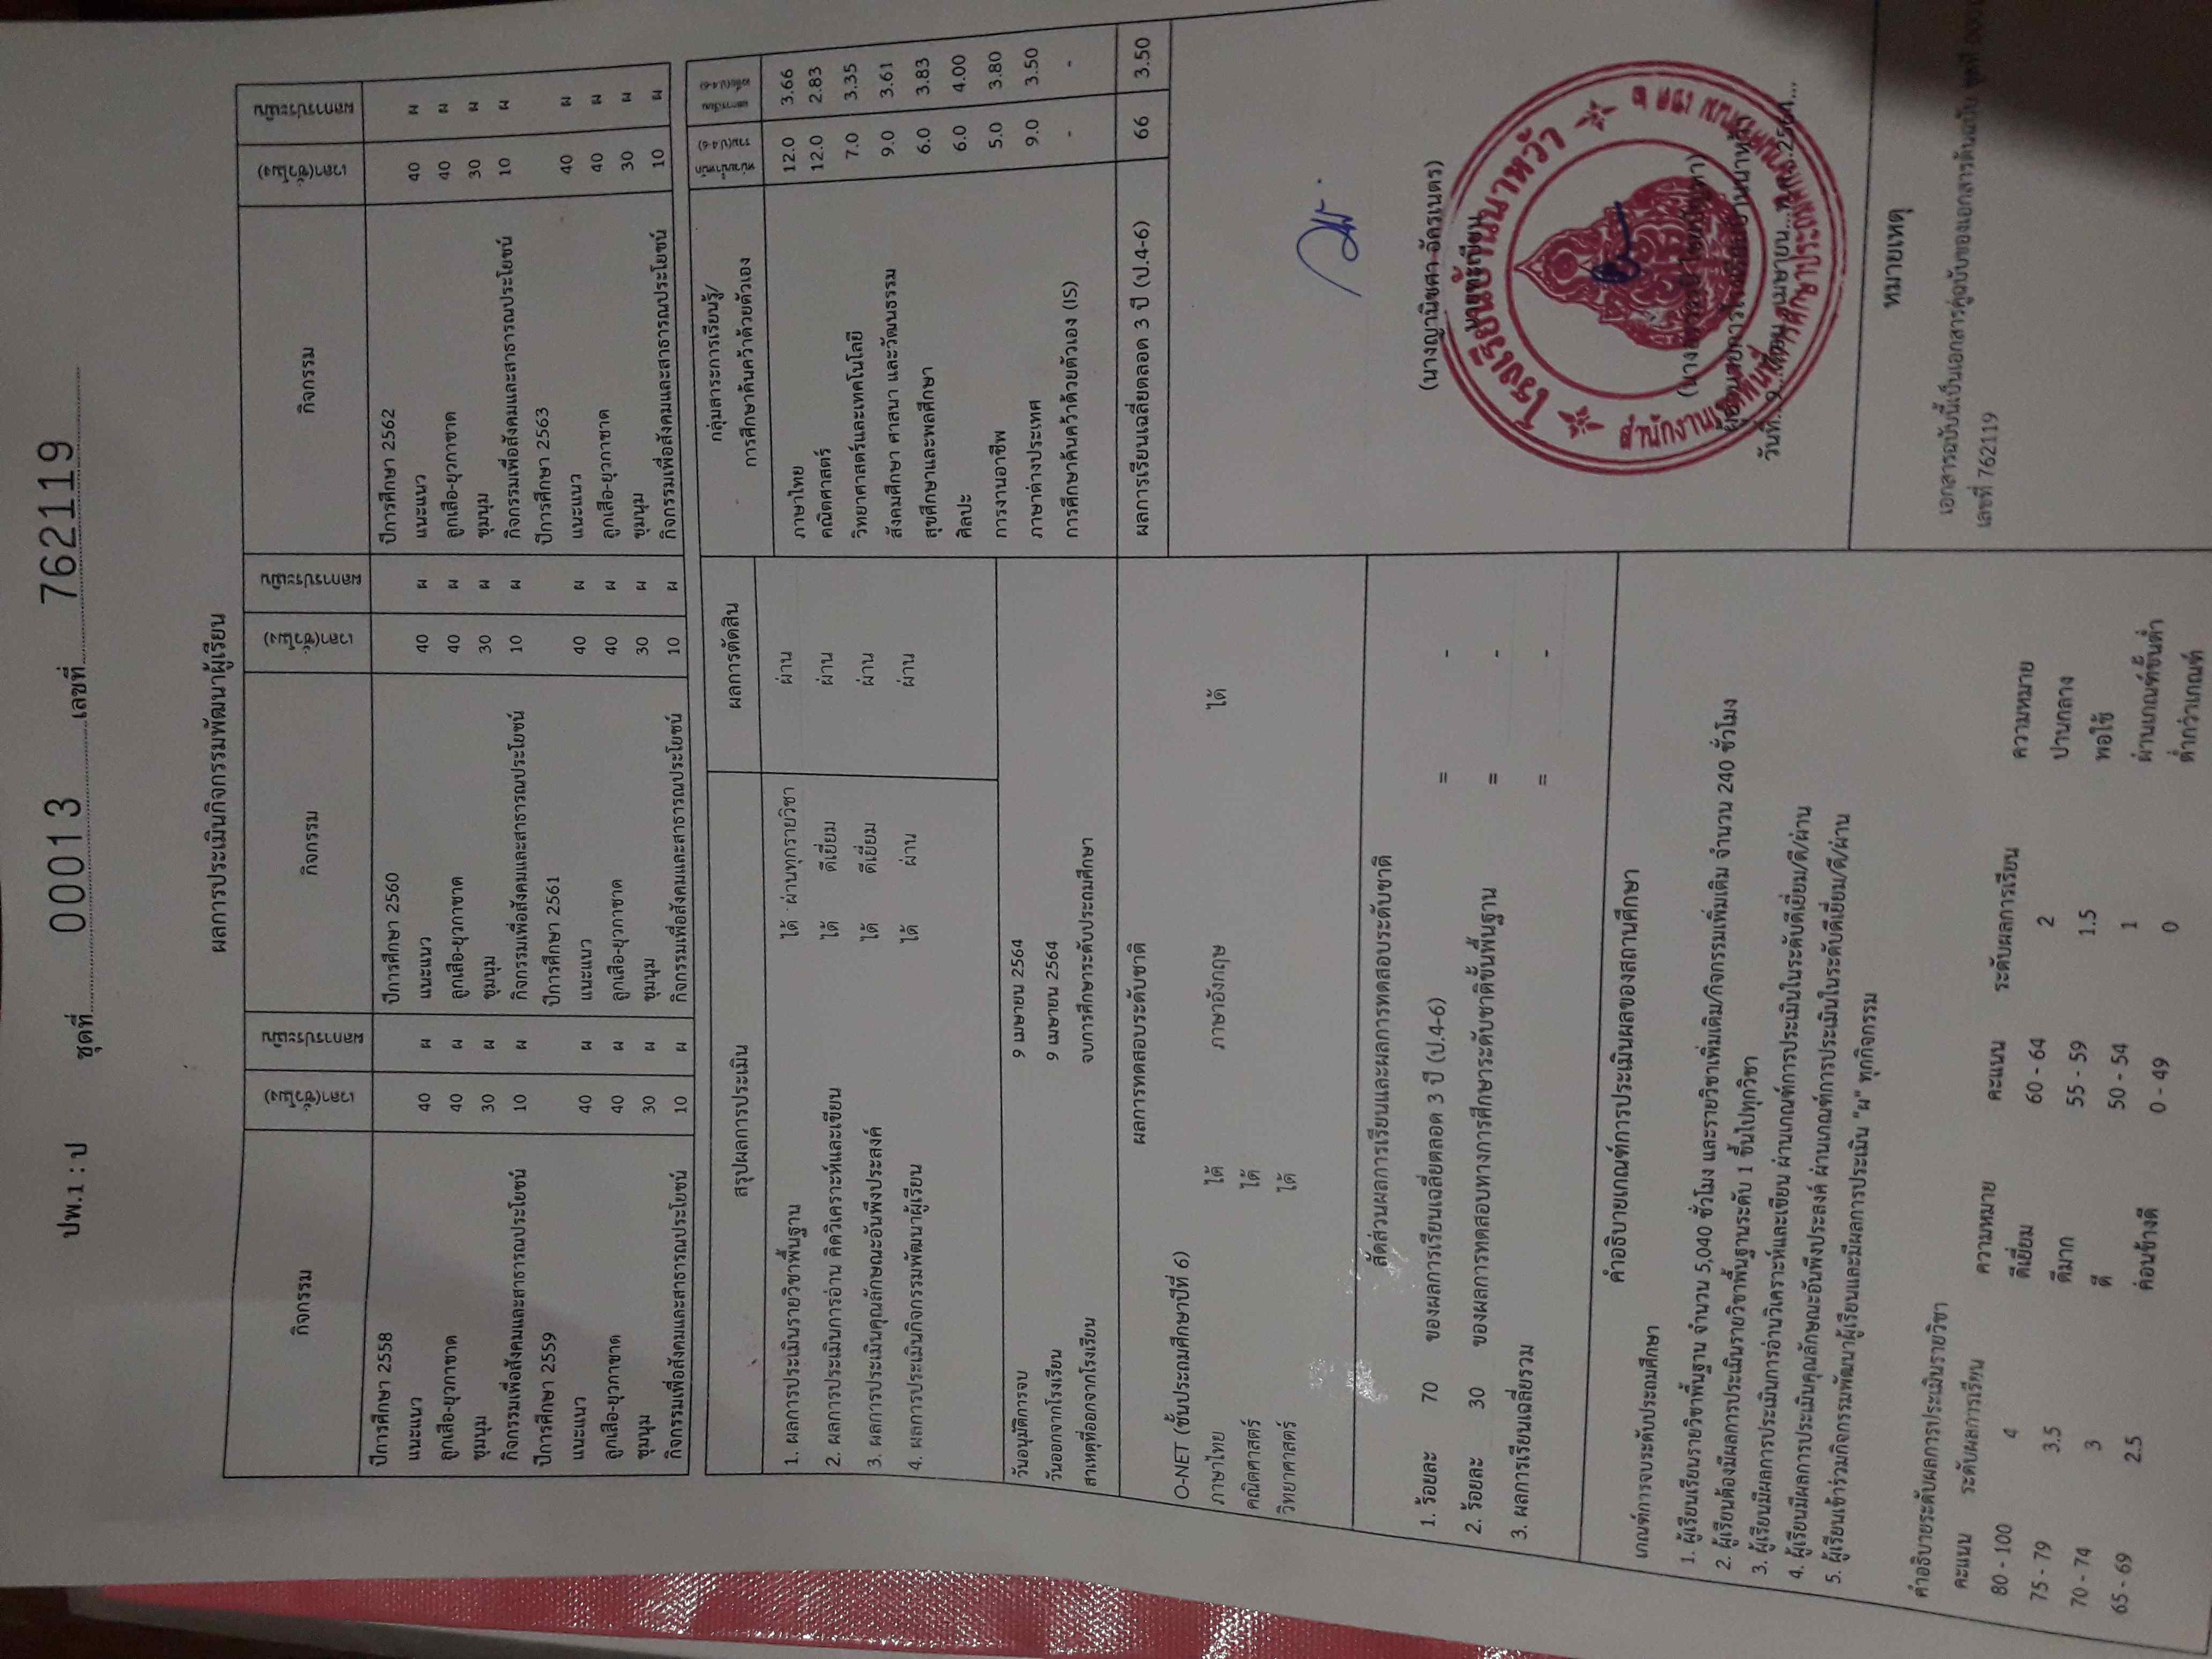 ปพ.1 : ป ชุดที่ 00013 เลขที่ 762119
ผลการประเมินกิจกรรมพัฒนาผู้เรียน
กิจกรรม เวลา(ชั่วโมง) ผลการประเมิน กิจกรรม เวลา(ชั่วโมง) ผลการประเมิน กิจกรรม เวลา(ชั่วโมง) ผลการประเมิน
ปีการศึกษา 2558 ปีการศึกษา 2560 ปีการศึกษา 2562
แนะแนว 40 ผ แนะแนว 40 ผ แนะแนว 40 ผ
ลูกเสือ-ยุวกาชาด 40 ผ ลูกเสือ-ยุวกาชาด 40 ผ ลูกเสือ-ยุวกาชาด 40 ผ
ชุมนุม 30 ผ ชุมนุม 30 ผ ชุมนุม 30 ผ
กิจกรรมเพื่อสังคมและสาธารณประโยชน์ 10 ผ กิจกรรมเพื่อสังคมและสาธารณประโยชน์ 10 ผ กิจกรรมเพื่อสังคมและสาธารณประโยชน์ 10 ผ
ปีการศึกษา 2559 ปีการศึกษา 2561 ปีการศึกษา 2563
แนะแนว 40 ผ แนะแนว 40 ผ แนะแนว 40 ผ
ลูกเสือ-ยุวกาชาด 40 ผ ลูกเสือ-ยุวกาชาด 40 ผ ลูกเสือ-ยุวกาชาด 40 ผ
ชุมนุม 30 ผ ชุมนุม 30 ผ ชุมนุม 30 ผ
กิจกรรมเพื่อสังคมและสาธารณประโยชน์ 10 ผ กิจกรรมเพื่อสังคมและสาธารณประโยชน์ 10 ผ กิจกรรมเพื่อสังคมและสาธารณประโยชน์ 10 ผ
สรุปผลการประเมิน ผลการตัดสิน
1. ผลการประเมินรายวิชาพื้นฐาน ได้ ผ่านทุกรายวิชา ผ่าน
2. ผลการประเมินการอ่าน คิดวิเคราะห์และเขียน ได้ ดีเยี่ยม ผ่าน
3. ผลการประเมินคุณลักษณะอันพึงประสงค์ ได้ ดีเยี่ยม ผ่าน
4. ผลการประเมินกิจกรรมพัฒนาผู้เรียน ได้ ผ่าน ผ่าน
วันอนุมัติการจบ 9 เมษายน 2564
วันออกจากโรงเรียน 9 เมษายน 2564
สาเหตุที่ออกจากโรงเรียน จบการศึกษาระดับประถมศึกษา
ผลการทดสอบระดับชาติ
O-NET (ชั้นประถมศึกษาปีที่ 6)
ภาษาไทย ได้ ภาษาอังกฤษ ได้
คณิตศาสตร์ ได้
วิทยาศาสตร์ ได้
สัดส่วนผลการเรียนและผลการทดสอบระดับชาติ
1. ร้อยละ 70 ของผลการเรียนเฉลี่ยตลอด 3 ปี (ป.4-6) = -
2. ร้อยละ 30 ของผลการทดสอบทางการศึกษาระดับชาติขั้นพื้นฐาน = -
3. ผลการเรียนเฉลี่ยรวม = -
คำอธิบายเกณฑ์การประเมินผลของสถานศึกษา
เกณฑ์การจบระดับประถมศึกษา
1. ผู้เรียนเรียนรายวิชาพื้นฐาน จำนวน 5,040 ชั่วโมง และรายวิชาเพิ่มเติม/กิจกรรมเพิ่มเติม จำนวน 240 ชั่วโมง
2. ผู้เรียนต้องมีผลการประเมินรายวิชาพื้นฐานระดับ 1 ขึ้นไปทุกวิชา
3. ผู้เรียนมีผลการประเมินการอ่านวิเคราะห์และเขียน ผ่านเกณฑ์การประเมินในระดับดีเยี่ยม/ดี/ผ่าน
4. ผู้เรียนมีผลการประเมินคุณลักษณะอันพึงประสงค์ ผ่านเกณฑ์การประเมินในระดับดีเยี่ยม/ดี/ผ่าน
5. ผู้เรียนเข้าร่วมกิจกรรมพัฒนาผู้เรียนและมีผลการประเมิน "ผ" ทุกกิจกรรม
คำอธิบายระดับผลการประเมินรายวิชา
คะแนน ระดับผลการเรียน ความหมาย คะแนน ระดับผลการเรียน ความหมาย
80 - 100 4 ดีเยี่ยม 60 - 64 2 ปานกลาง
75 - 79 3.5 ดีมาก 55 - 59 1.5 พอใช้
70 - 74 3 ดี 50 - 54 1 ผ่านเกณฑ์ขั้นต่ำ
65 - 69 2.5 ค่อนข้างดี 0 - 49 0 ต่ำกว่าเกณฑ์
กลุ่มสาระการเรียนรู้/
การศึกษาค้นคว้าด้วยตัวเอง
หน่วยน้ำหนัก รวม(ป.4-6) ผลการเรียน เฉลี่ย(ป.4-6)
ภาษาไทย 12.0 3.66
คณิตศาสตร์ 12.0 2.83
วิทยาศาสตร์และเทคโนโลยี 7.0 3.35
สังคมศึกษา ศาสนา และวัฒนธรรม 9.0 3.61
สุขศึกษาและพลศึกษา 6.0 3.83
ศิลปะ 6.0 4.00
การงานอาชีพ 5.0 3.80
ภาษาต่างประเทศ 9.0 3.50
การศึกษาค้นคว้าด้วยตัวเอง (IS) - -
ผลการเรียนเฉลี่ยตลอด 3 ปี (ป.4-6) 66 3.50
(นางญานิชศา อัครเนตร)
นายทะเบียน
โรงเรียนบ้านนาหว้า
วันที่ 9 เดือน เมษายน พ.ศ. 2564
หมายเหตุ
เอกสารฉบับนี้เป็นเอกสารคู่ฉบับของเอกสารต้นฉบับ ชุดที่
เลขที่ 762119